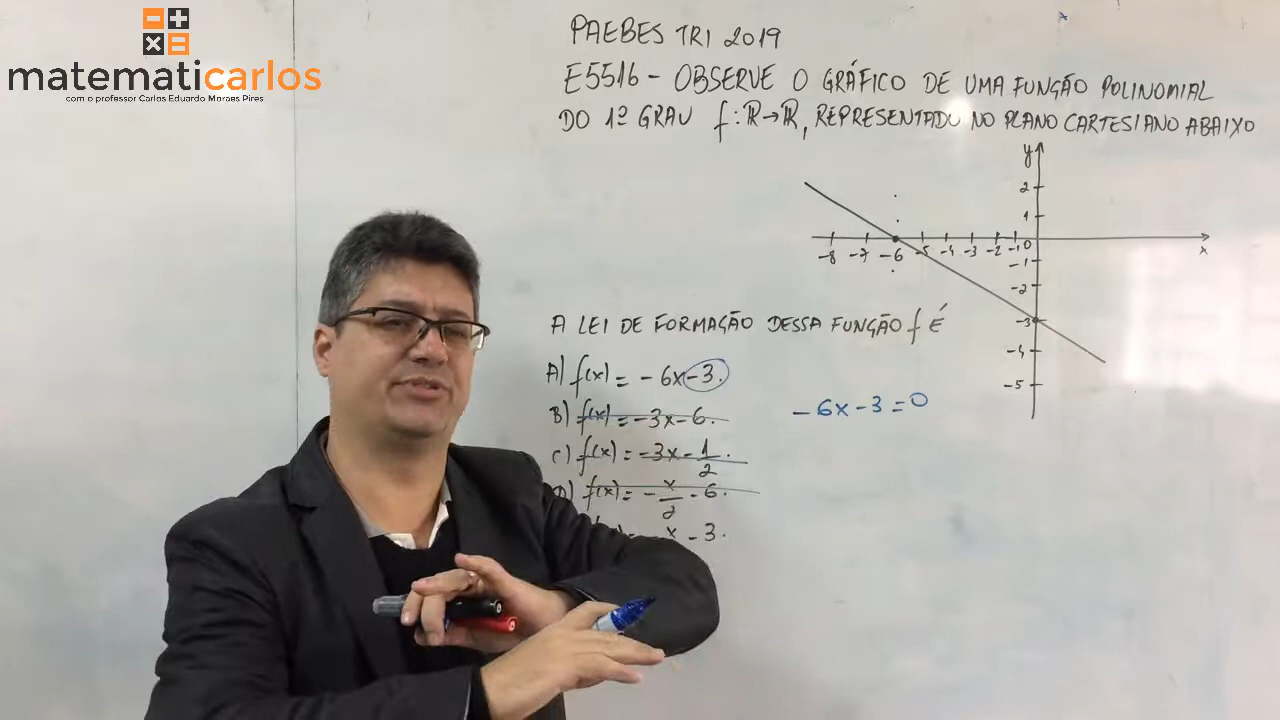 matematicarlos
com o professor Carlos Eduardo Moraes Pires
PAEBES TRI 2019
E5516 - OBSERVE O GRÁFICO DE UMA FUNÇÃO POLINOMIAL
DO 1º GRAU f: ℝ→ℝ, REPRESENTADO NO PLANO CARTESIANO ABAIXO
y
2
1
-8 -7 -6 -5 -4 -3 -2 -1 0
x
-1
-2
-3
-4
-5
A LEI DE FORMAÇÃO DESSA FUNÇÃO f É
A) f(x) = -6x-3.
-6x-3=0
B) f(x) = -3x-6.
C) f(x) = -3x-1/2.
D) f(x) = -x/2-6.
x - 3.